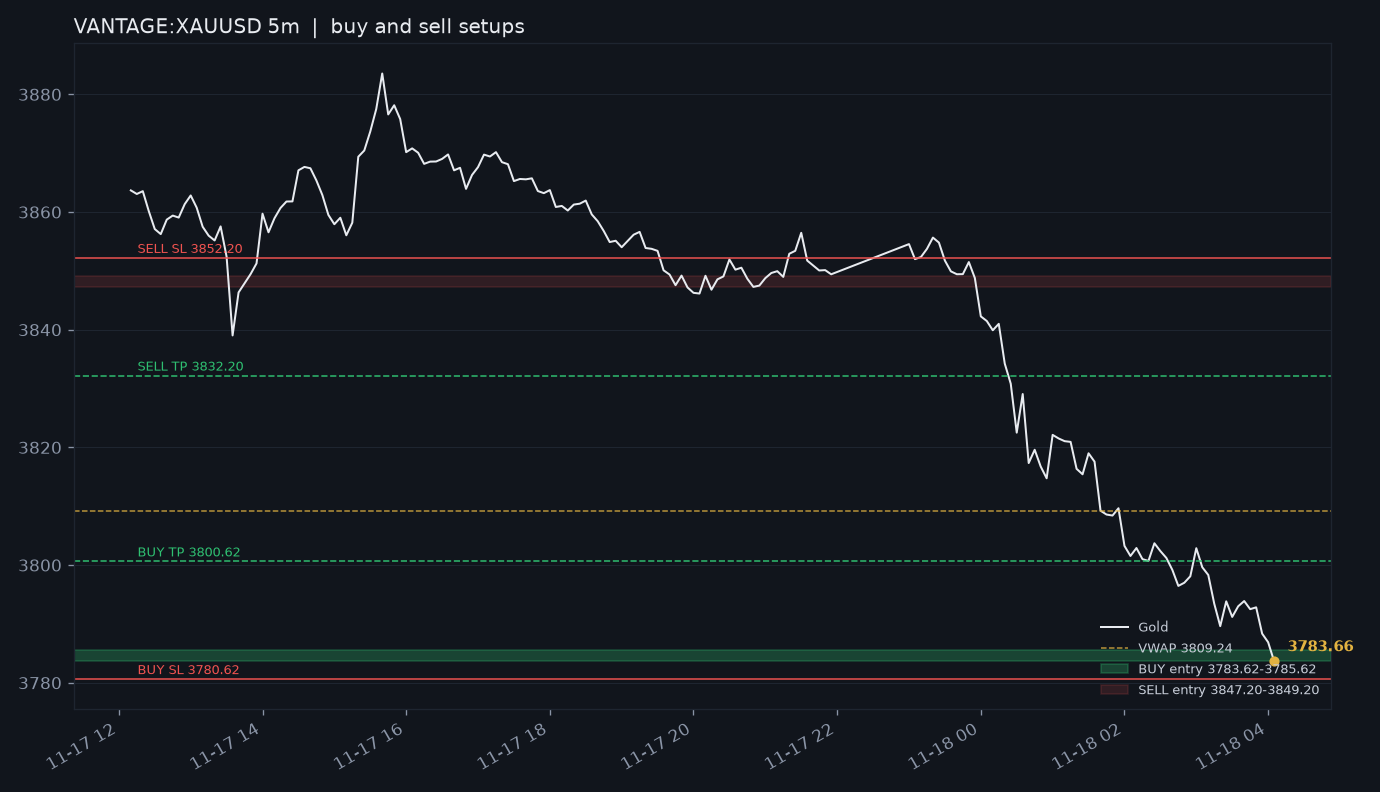 VANTAGE:XAUUSD 5m | buy and sell setups
3880
3860
SELL SL 3852.20
3840
SELL TP 3832.20
3820
BUY TP 3800.62
3800
Gold
3783.66
VWAP 3809.24
BUY SL 3780.62
BUY entry 3783.62-3785.62
3780
SELL entry 3847.20-3849.20
11-17 12
11-17 14
11-17 16
11-17 18
11-17 20
11-17 22
11-18 00
11-18 02
11-18 04